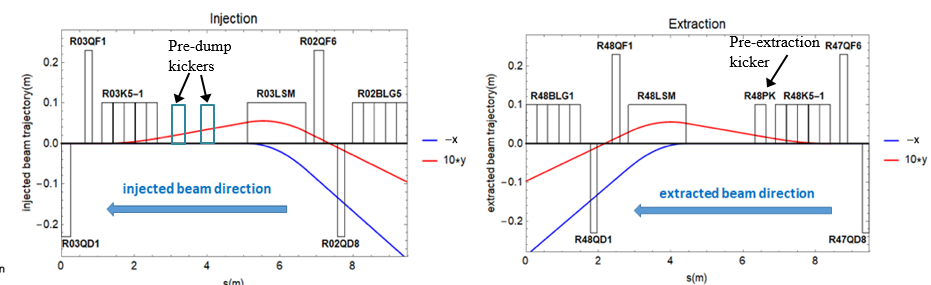 Injection
Pre-dump
kickers
R03QF1
R02QF6
R03K5-1
R03LSM
R02BLG5
R03QD1
R02QD8
injected beam trajectory(m)
0.2
0.1
0.0
-0.1
-0.2
injected beam direction
0 2 4 6 8
s(m)
-x
10*y
n
Extraction
Pre-extraction
kicker
R48QF1
R47QF6
R48BLG1
R48LSM
R48PK
R48K5-1
R48QD1
R47QD8
extracted beam trajectory(m)
0.2
0.1
0.0
-0.1
-0.2
extracted beam direction
0 2 4 6 8
s(m)
-x
10*y